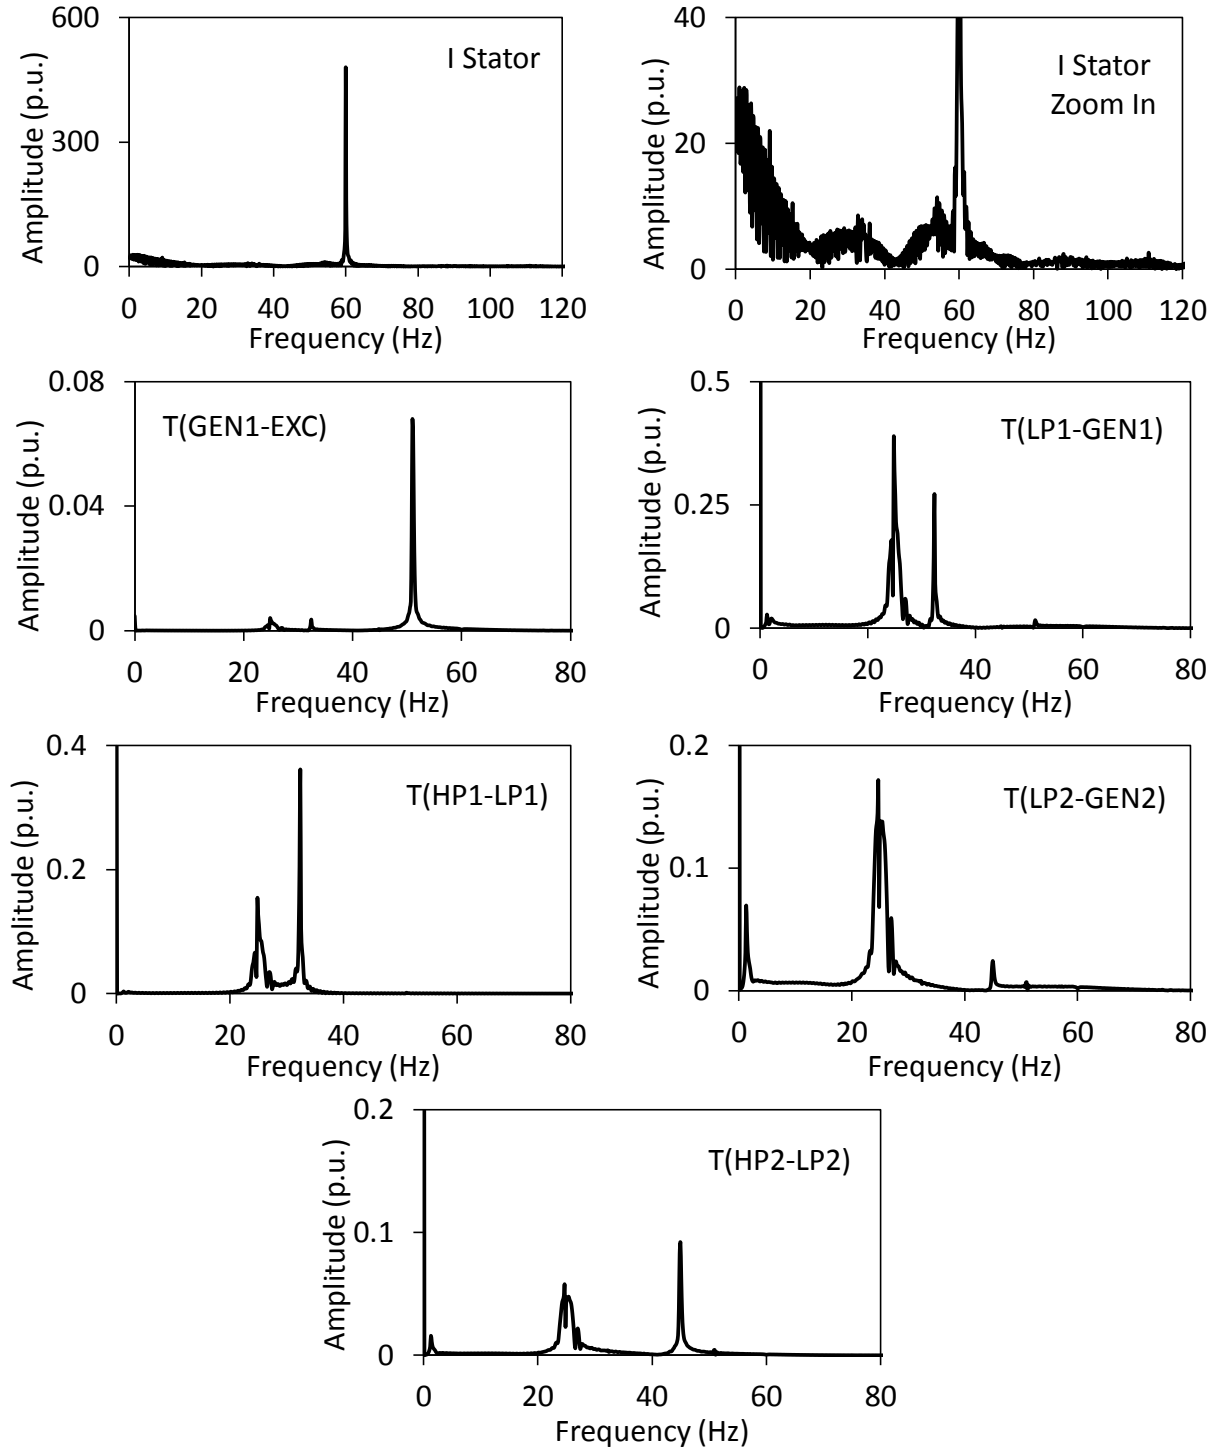 600
300
0
Amplitude (p.u.)
I Stator
0 20 40 60 80 100 120
Frequency (Hz)
40
20
0
Amplitude (p.u.)
I Stator
Zoom In
0 20 40 60 80 100 120
Frequency (Hz)
0.08
0.04
0
Amplitude (p.u.)
T(GEN1-EXC)
0 20 40 60 80
Frequency (Hz)
0.5
0.25
0
Amplitude (p.u.)
T(LP1-GEN1)
0 20 40 60 80
Frequency (Hz)
0.4
0.2
0
Amplitude (p.u.)
T(HP1-LP1)
0 20 40 60 80
Frequency (Hz)
0.2
0.1
0
Amplitude (p.u.)
T(LP2-GEN2)
0 20 40 60 80
Frequency (Hz)
0.2
0.1
0
Amplitude (p.u.)
T(HP2-LP2)
0 20 40 60 80
Frequency (Hz)